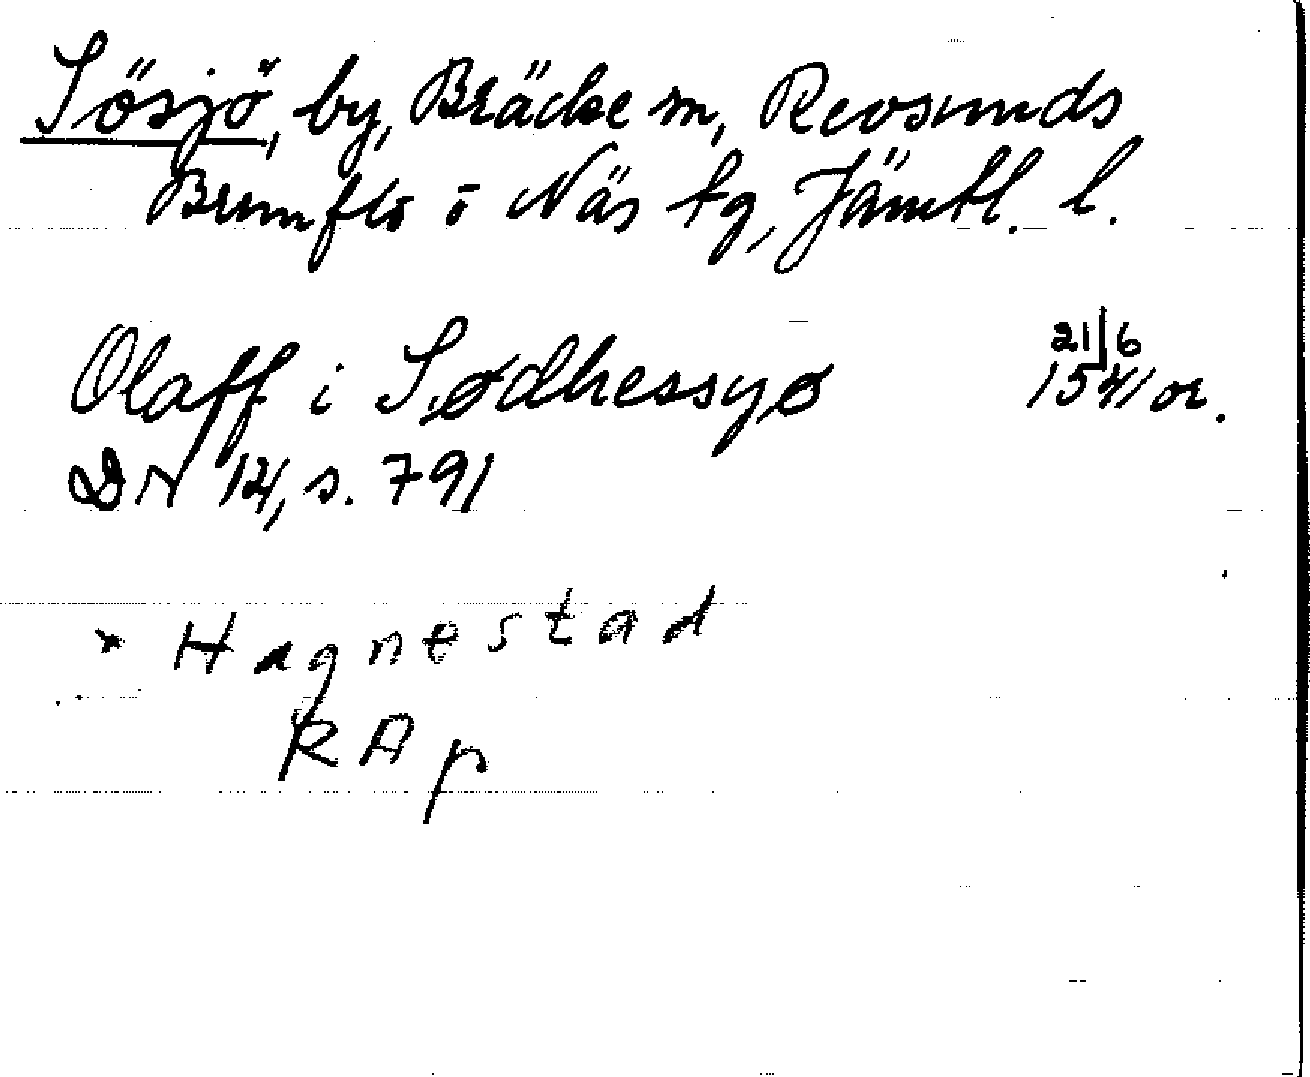 Sösjö, by, Bräcke sn, Revsunds
Brunflo o Näs tg, Jämtl. l.
Olaff i Sødhessyø 21/6 1541 or.
DN 14, s. 791
* Hagnestad
RAp